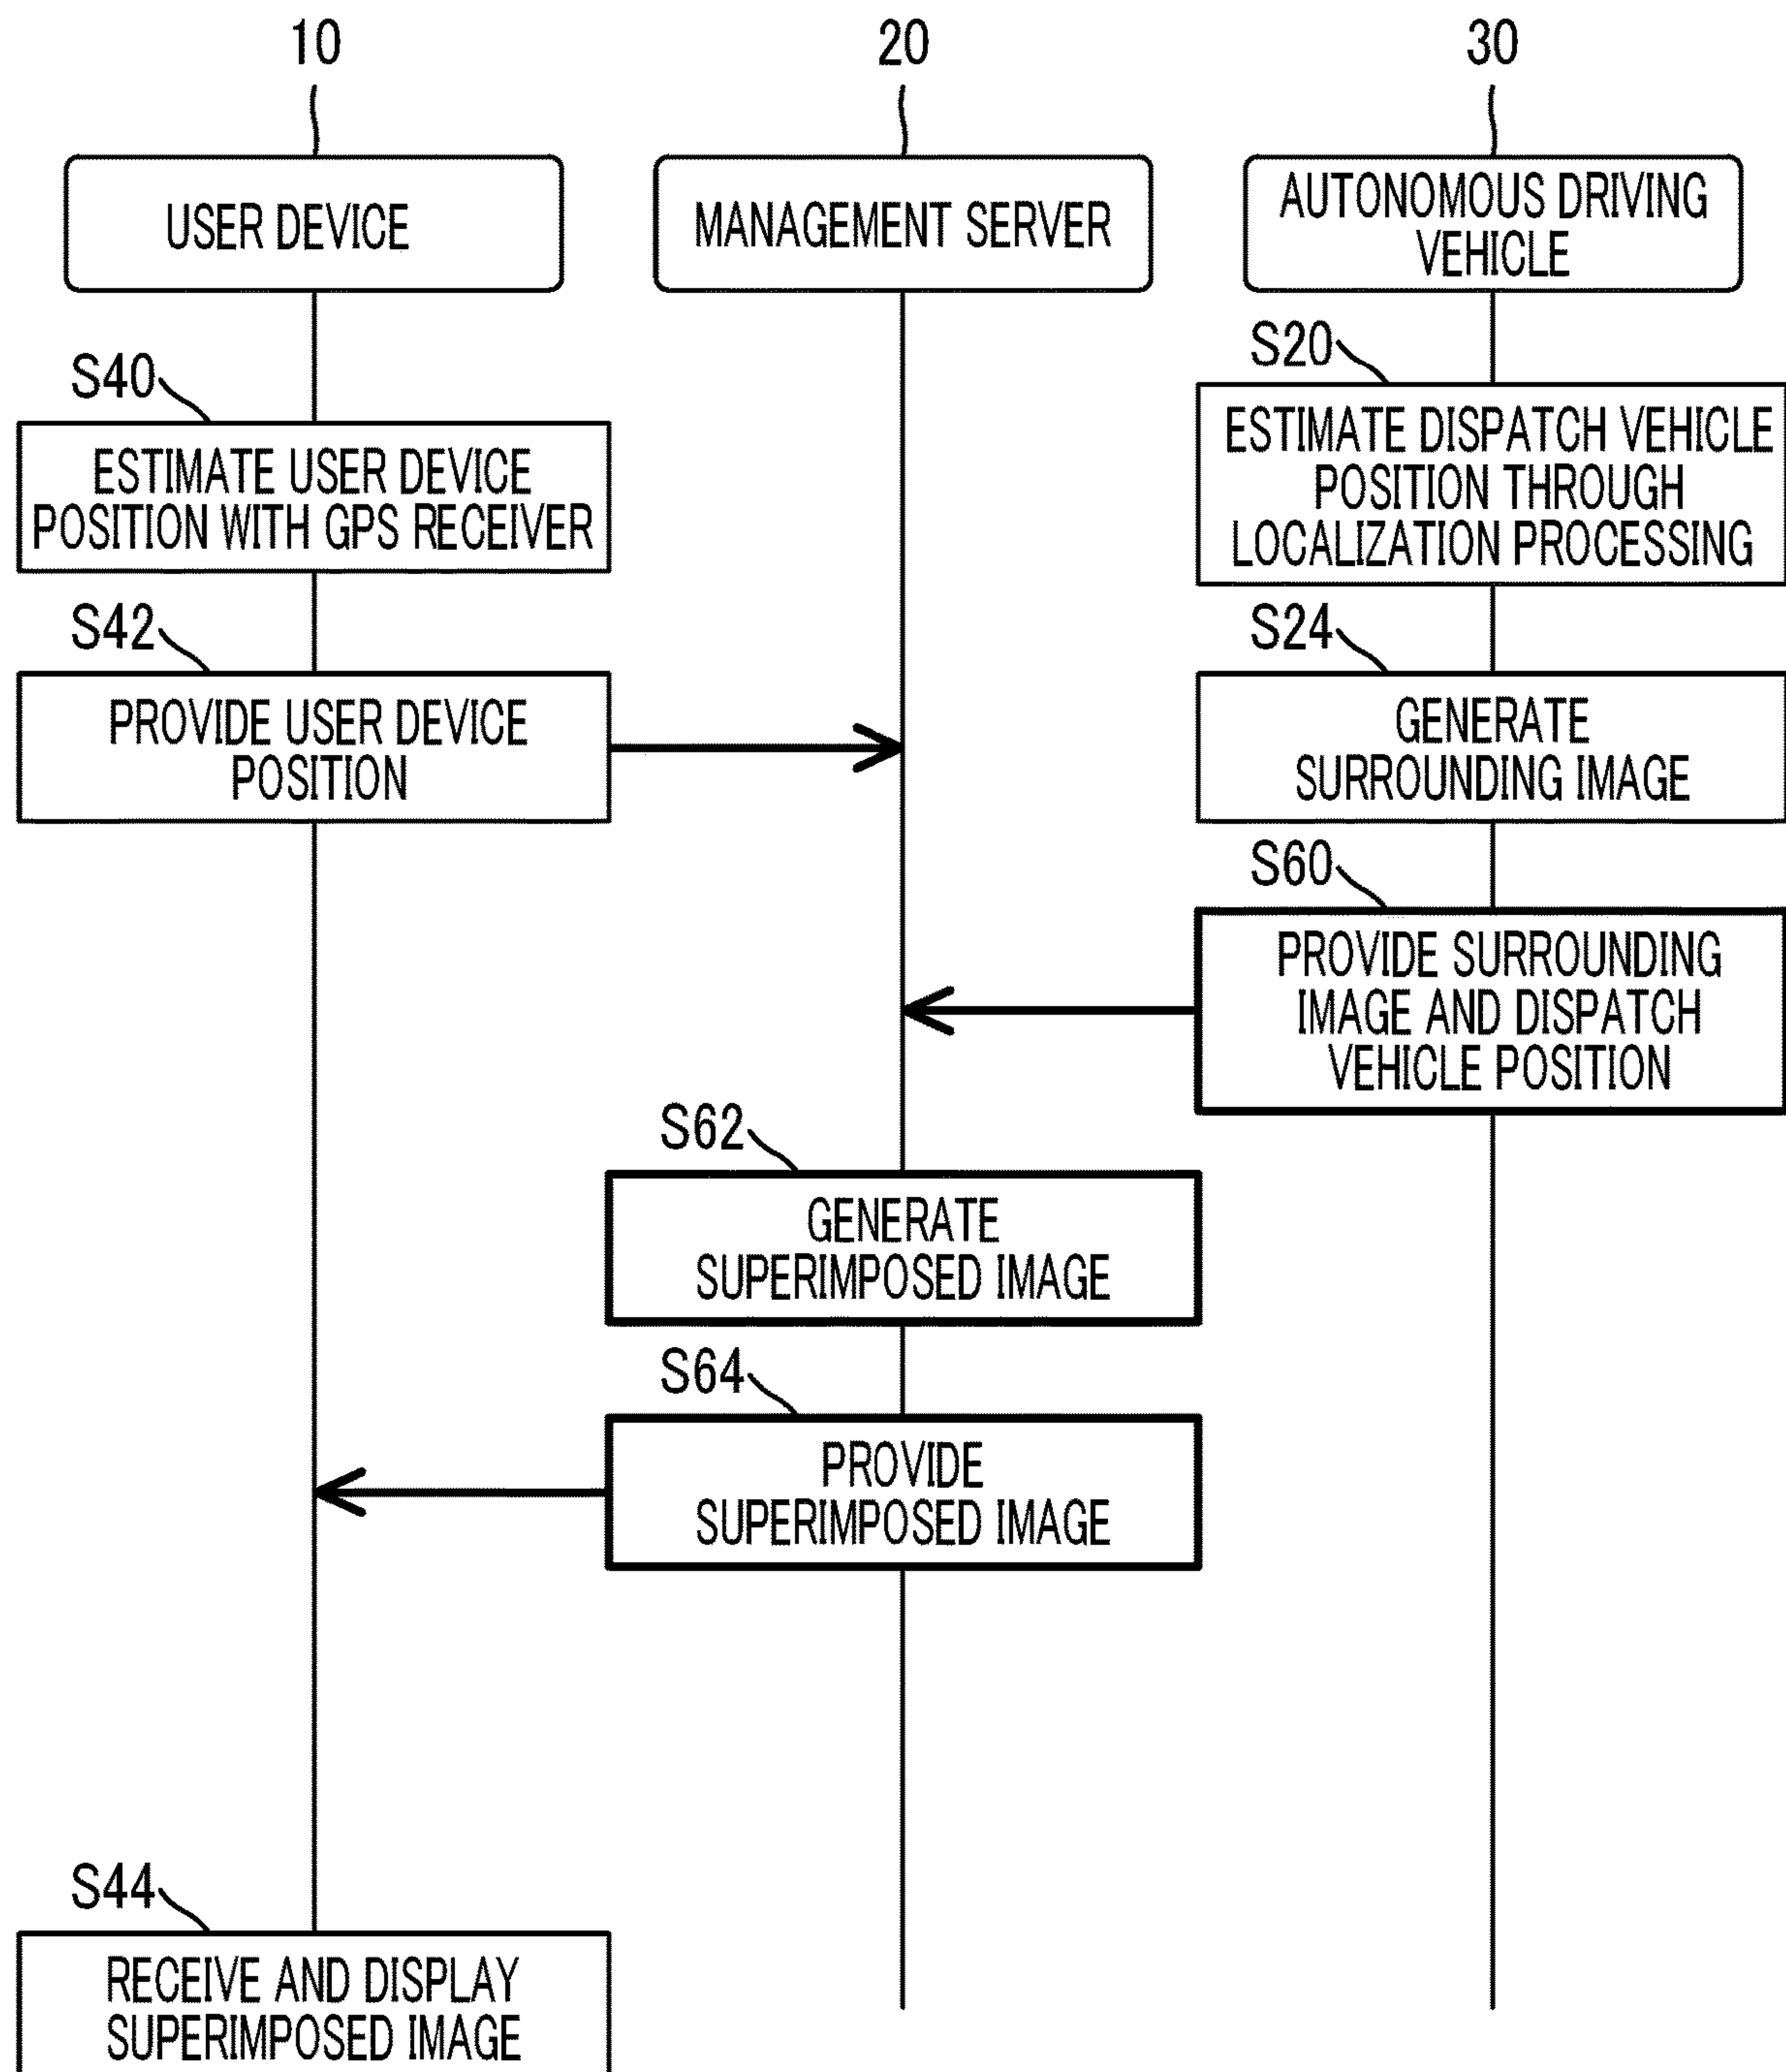 10
20
30
USER DEVICE
MANAGEMENT SERVER
AUTONOMOUS DRIVING
VEHICLE
S20
ESTIMATE DISPATCH VEHICLE
POSITION THROUGH
LOCALIZATION PROCESSING
S40
ESTIMATE USER DEVICE
POSITION WITH GPS RECEIVER
S42
PROVIDE USER DEVICE
POSITION
S24
GENERATE
SURROUNDING IMAGE
S60
PROVIDE SURROUNDING
IMAGE AND DISPATCH
VEHICLE POSITION
S62
GENERATE
SUPERIMPOSED IMAGE
S64
PROVIDE
SUPERIMPOSED IMAGE
S44
RECEIVE AND DISPLAY
SUPERIMPOSED IMAGE